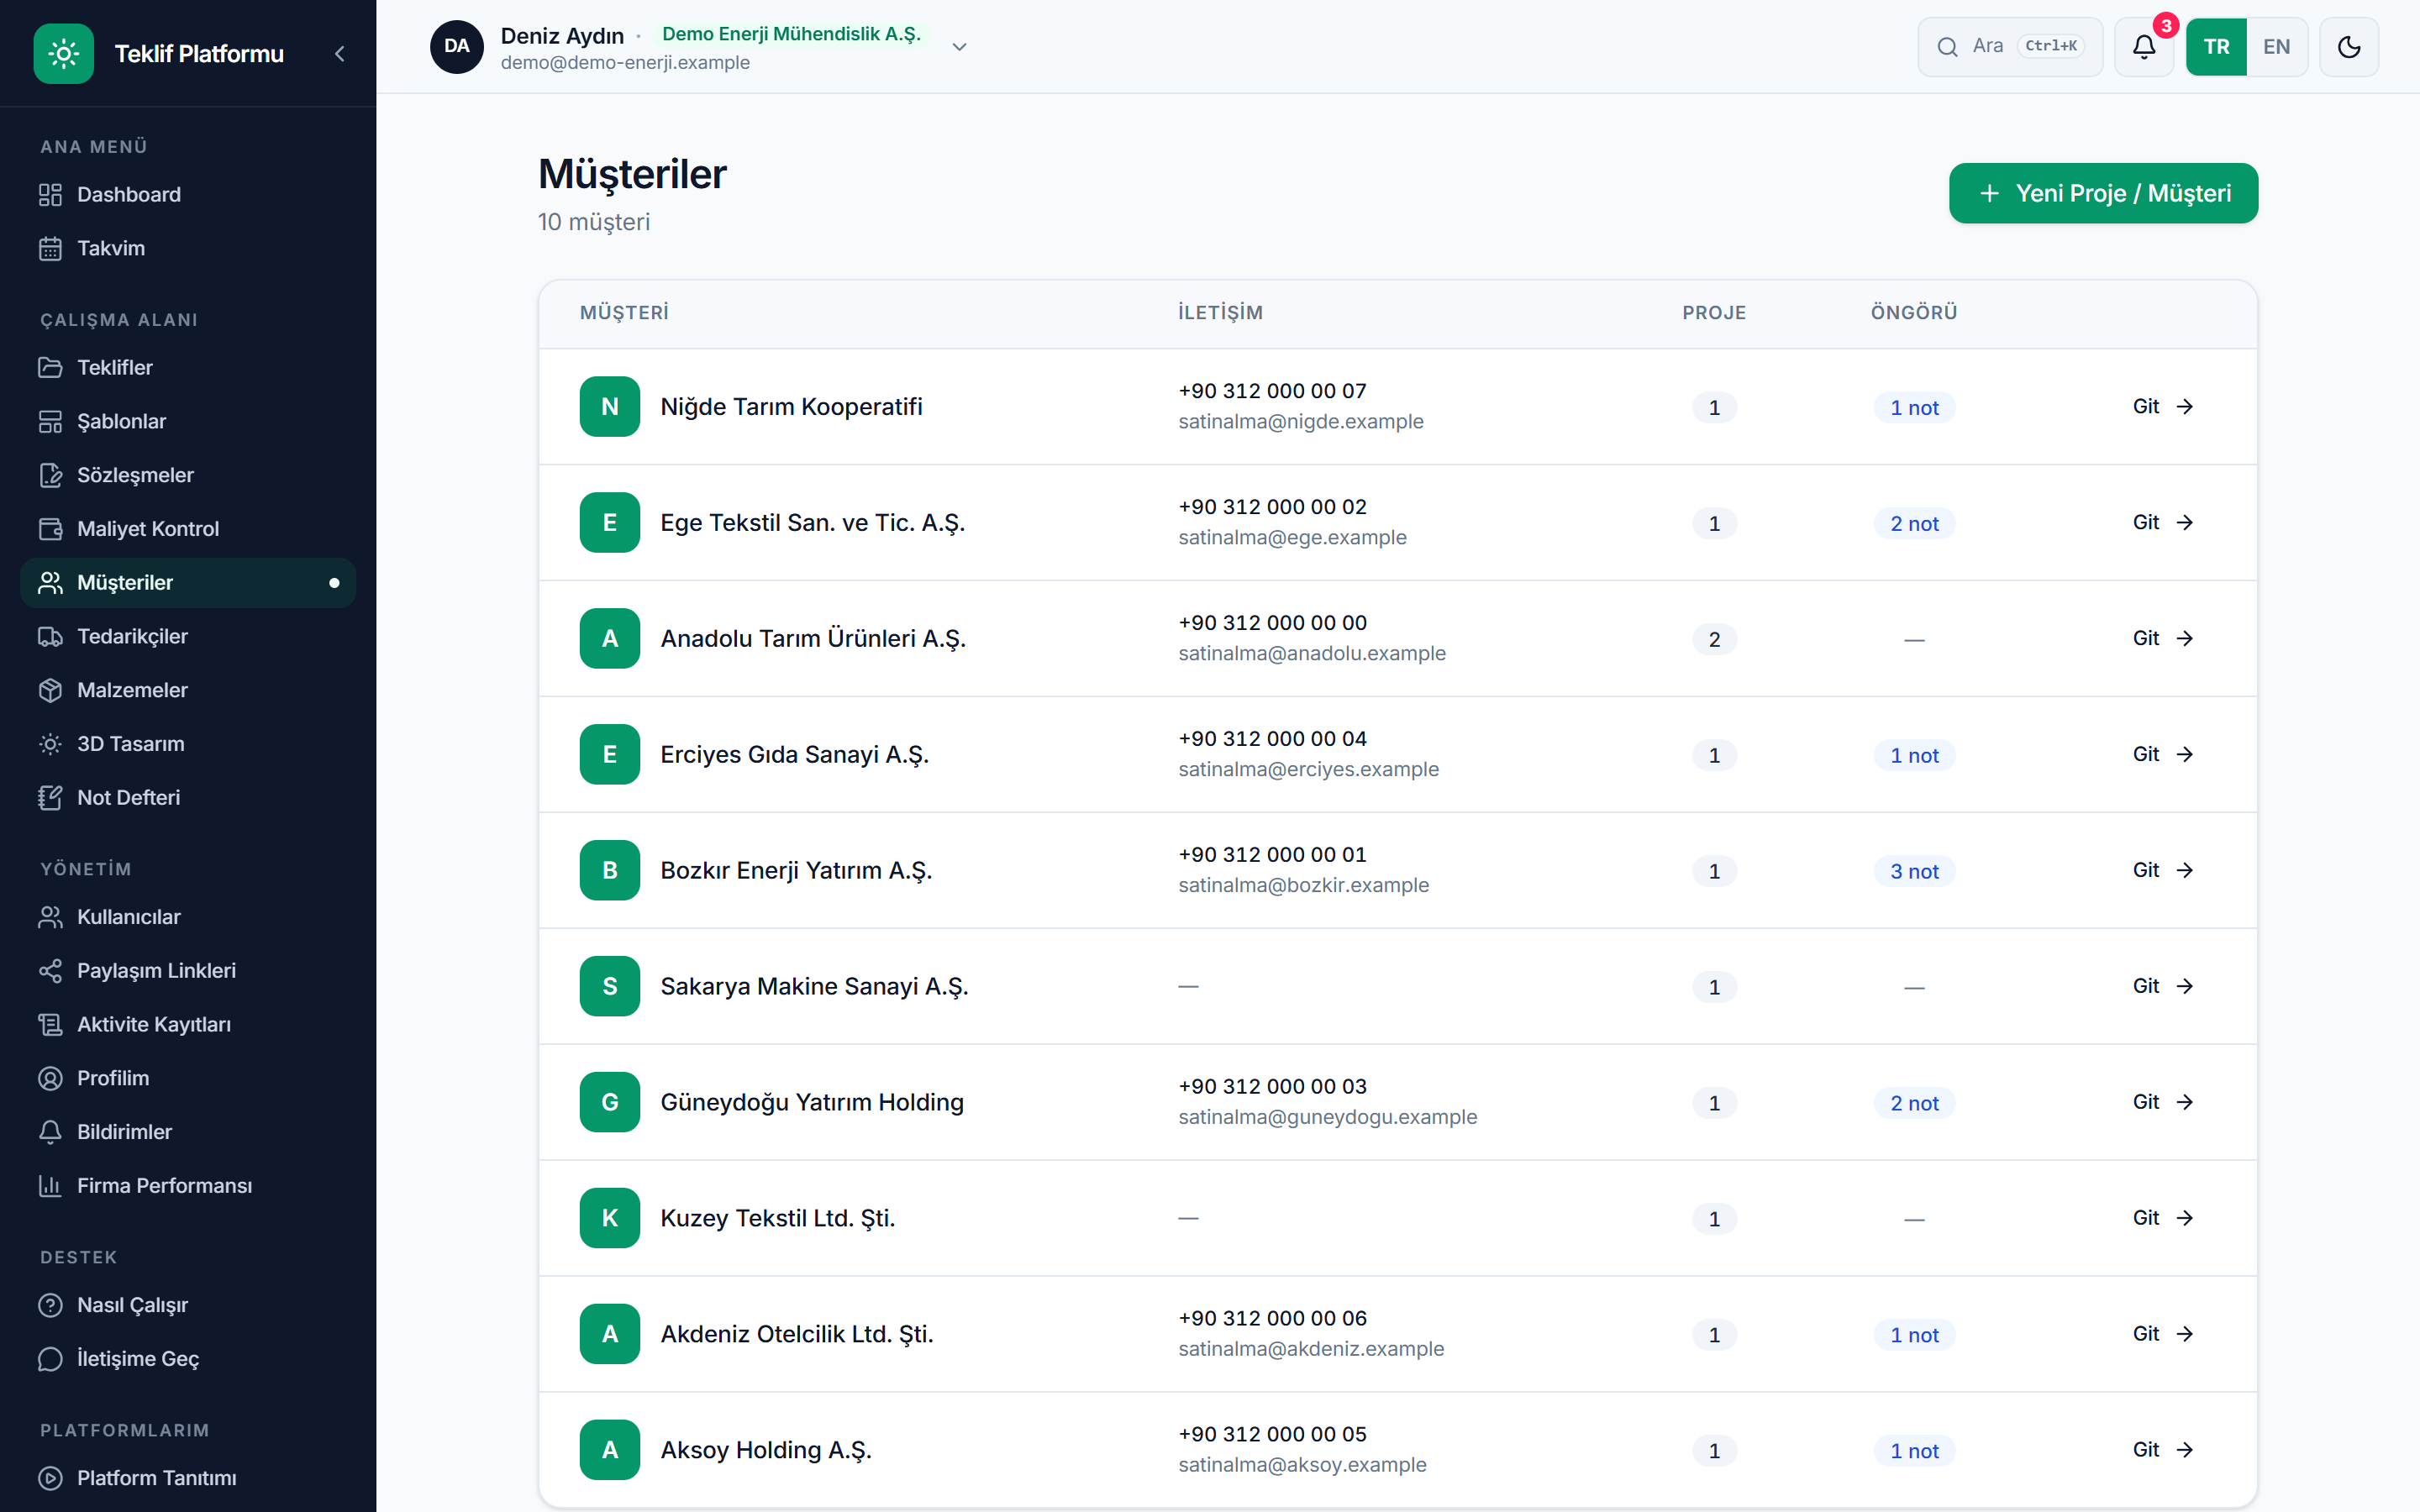 Teklif Platformu
ANA MENÜ
Dashboard
Takvim
ÇALIŞMA ALANI
Teklifler
Şablonlar
Sözleşmeler
Maliyet Kontrol
Müşteriler
Tedarikçiler
Malzemeler
3D Tasarım
Not Defteri
YÖNETİM
Kullanıcılar
Paylaşım Linkleri
Aktivite Kayıtları
Profilim
Bildirimler
Firma Performansı
DESTEK
Nasıl Çalışır
İletişime Geç
PLATFORMLARIM
Platform Tanıtımı
DA Deniz Aydın · Demo Enerji Mühendislik A.Ş.
demo@demo-enerji.example
Ara Ctrl+K 3 TR EN
Müşteriler
10 müşteri
+ Yeni Proje / Müşteri
MÜŞTERİ İLETİŞİM PROJE ÖNGÖRÜ
N Niğde Tarım Kooperatifi +90 312 000 00 07 1 1 not Git →
satinalma@nigde.example
E Ege Tekstil San. ve Tic. A.Ş. +90 312 000 00 02 1 2 not Git →
satinalma@ege.example
A Anadolu Tarım Ürünleri A.Ş. +90 312 000 00 00 2 — Git →
satinalma@anadolu.example
E Erciyes Gıda Sanayi A.Ş. +90 312 000 00 04 1 1 not Git →
satinalma@erciyes.example
B Bozkır Enerji Yatırım A.Ş. +90 312 000 00 01 1 3 not Git →
satinalma@bozkir.example
S Sakarya Makine Sanayi A.Ş. — 1 — Git →
G Güneydoğu Yatırım Holding +90 312 000 00 03 1 2 not Git →
satinalma@guneydogu.example
K Kuzey Tekstil Ltd. Şti. — 1 — Git →
A Akdeniz Otelcilik Ltd. Şti. +90 312 000 00 06 1 1 not Git →
satinalma@akdeniz.example
A Aksoy Holding A.Ş. +90 312 000 00 05 1 1 not Git →
satinalma@aksoy.example